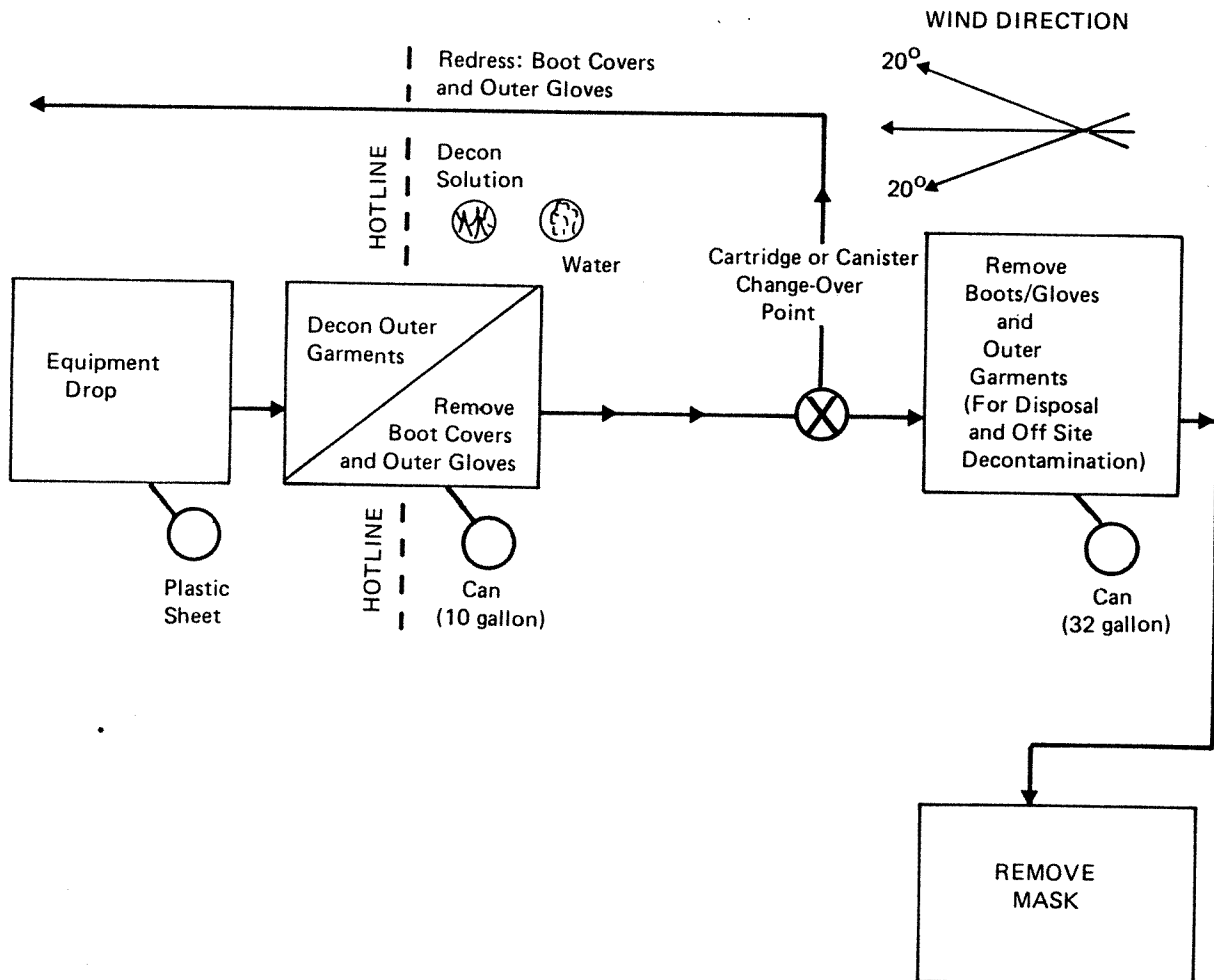 WIND DIRECTION
20°
20°
Redress: Boot Covers
and Outer Gloves
HOTLINE
Decon
Solution
Water
Cartridge or Canister
Change-Over
Point
Equipment
Drop
Decon Outer
Garments
Remove
Boot Covers
and Outer Gloves
X
Remove
Boots/Gloves
and
Outer
Garments
(For Disposal
and Off Site
Decontamination)
Plastic
Sheet
HOTLINE
Can
(10 gallon)
Can
(32 gallon)
REMOVE
MASK